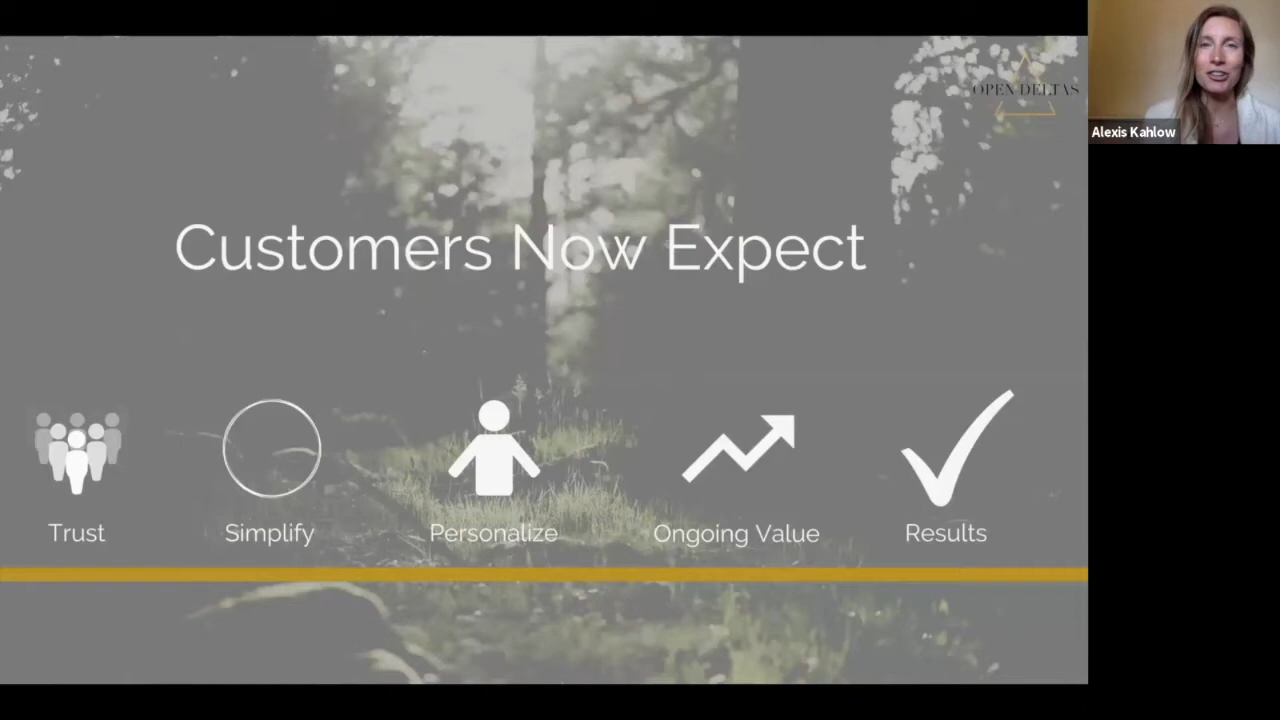 OPEN DELTAS
Alexis Kahlow
Customers Now Expect
Trust
Simplify
Personalize
Ongoing Value
Results